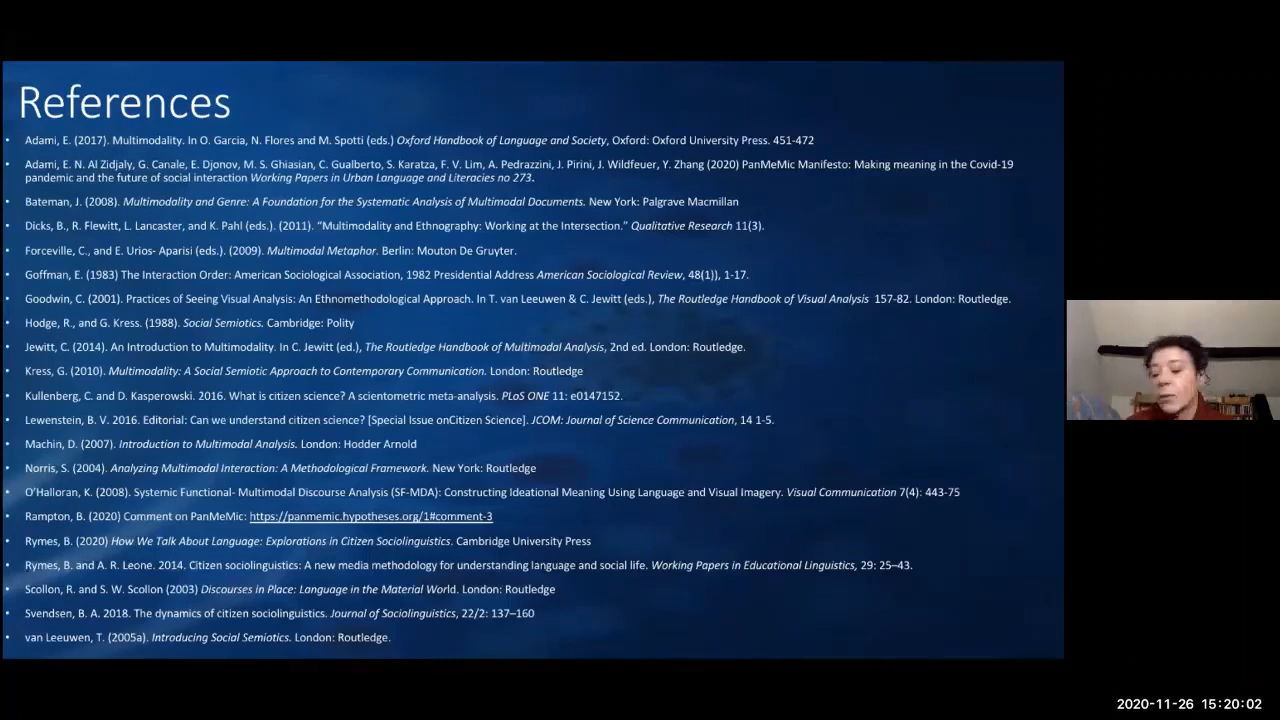 References
• Adami, E. (2017). Multimodality. In O. Garcia, N. Flores and M. Spotti (eds.) Oxford Handbook of Language and Society, Oxford: Oxford University Press. 451-472
• Adami, E. N. Al Zidjaly, G. Canale, E. Djonov, M. S. Ghiasian, C. Gualberto, S. Karatza, F. V. Lim, A. Pedrazzini, J. Pirini, J. Wildfeuer, Y. Zhang (2020) PanMeMic Manifesto: Making meaning in the Covid-19
pandemic and the future of social interaction Working Papers in Urban Language and Literacies no 273.
• Bateman, J. (2008). Multimodality and Genre: A Foundation for the Systematic Analysis of Multimodal Documents. New York: Palgrave Macmillan
• Dicks, B., R. Flewitt, L. Lancaster, and K. Pahl (eds.). (2011). “Multimodality and Ethnography: Working at the Intersection.” Qualitative Research 11(3).
• Forceville, C., and E. Urios- Aparisi (eds.). (2009). Multimodal Metaphor. Berlin: Mouton De Gruyter.
• Goffman, E. (1983) The Interaction Order: American Sociological Association, 1982 Presidential Address American Sociological Review, 48(1)), 1-17.
• Goodwin, C. (2001). Practices of Seeing Visual Analysis: An Ethnomethodological Approach. In T. van Leeuwen & C. Jewitt (eds.), The Routledge Handbook of Visual Analysis 157-82. London: Routledge.
• Hodge, R., and G. Kress. (1988). Social Semiotics. Cambridge: Polity
• Jewitt, C. (2014). An Introduction to Multimodality. In C. Jewitt (ed.), The Routledge Handbook of Multimodal Analysis, 2nd ed. London: Routledge.
• Kress, G. (2010). Multimodality: A Social Semiotic Approach to Contemporary Communication. London: Routledge
• Kullenberg, C. and D. Kasperowski. 2016. What is citizen science? A scientometric meta-analysis. PLoS ONE 11: e0147152.
• Lewenstein, B. V. 2016. Editorial: Can we understand citizen science? [Special Issue onCitizen Science]. JCOM: Journal of Science Communication, 14 1-5.
• Machin, D. (2007). Introduction to Multimodal Analysis. London: Hodder Arnold
• Norris, S. (2004). Analyzing Multimodal Interaction: A Methodological Framework. New York: Routledge
• O’Halloran, K. (2008). Systemic Functional- Multimodal Discourse Analysis (SF-MDA): Constructing Ideational Meaning Using Language and Visual Imagery. Visual Communication 7(4): 443-75
• Rampton, B. (2020) Comment on PanMeMic: https://panmemic.hypotheses.org/1#comment-3
• Rymes, B. (2020) How We Talk About Language: Explorations in Citizen Sociolinguistics. Cambridge University Press
• Rymes, B. and A. R. Leone. 2014. Citizen sociolinguistics: A new media methodology for understanding language and social life. Working Papers in Educational Linguistics, 29: 25–43.
• Scollon, R. and S. W. Scollon (2003) Discourses in Place: Language in the Material World. London: Routledge
• Svendsen, B. A. 2018. The dynamics of citizen sociolinguistics. Journal of Sociolinguistics, 22/2: 137–160
• van Leeuwen, T. (2005a). Introducing Social Semiotics. London: Routledge.
2020-11-26 15:20:02